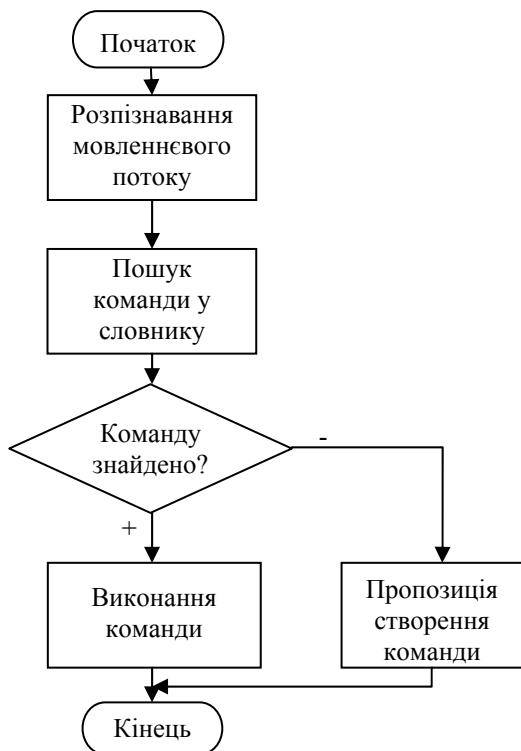 Початок
Розпізнавання
мовленнєвого
потоку
Пошук
команди у
словнику
Команду
знайдено?
-
+
Виконання
команди
Пропозиція
створення
команди
Кінець